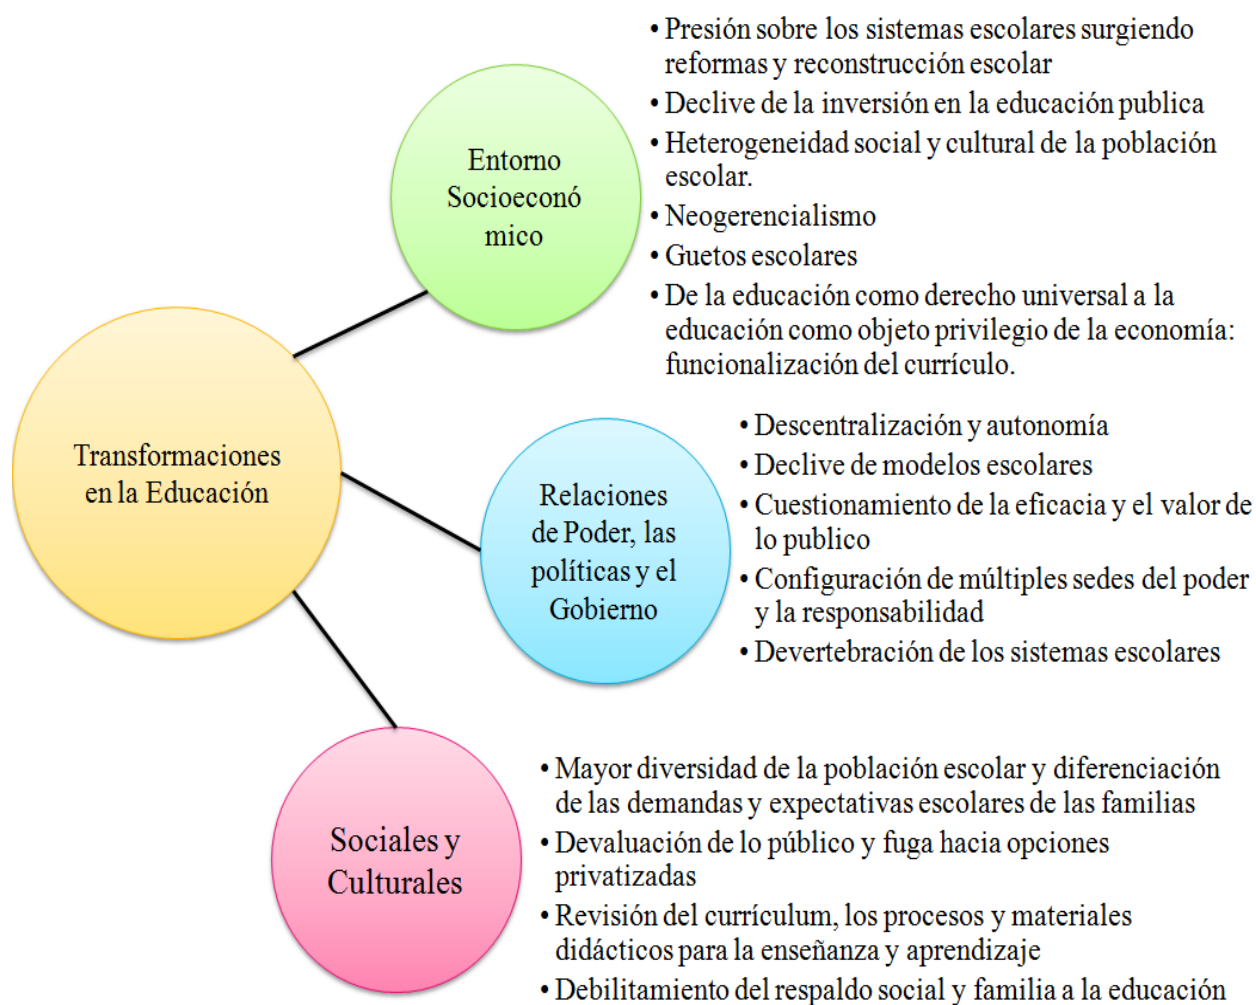 Transformaciones
en la Educación
Entorno
Socioeconó
mico
• Presión sobre los sistemas escolares surgiendo
reformas y reconstrucción escolar
• Declive de la inversión en la educación publica
• Heterogeneidad social y cultural de la población
escolar.
• Neogerencialismo
• Guetos escolares
• De la educación como derecho universal a la
educación como objeto privilegio de la economía:
funcionalización del currículo.
Relaciones
de Poder, las
políticas y el
Gobierno
• Descentralización y autonomía
• Declive de modelos escolares
• Cuestionamiento de la eficacia y el valor de
lo publico
• Configuración de múltiples sedes del poder
y la responsabilidad
• Devertebración de los sistemas escolares
Sociales y
Culturales
• Mayor diversidad de la población escolar y diferenciación
de las demandas y expectativas escolares de las familias
• Devaluación de lo público y fuga hacia opciones
privatizadas
• Revisión del currículum, los procesos y materiales
didácticos para la enseñanza y aprendizaje
• Debilitamiento del respaldo social y familia a la educación